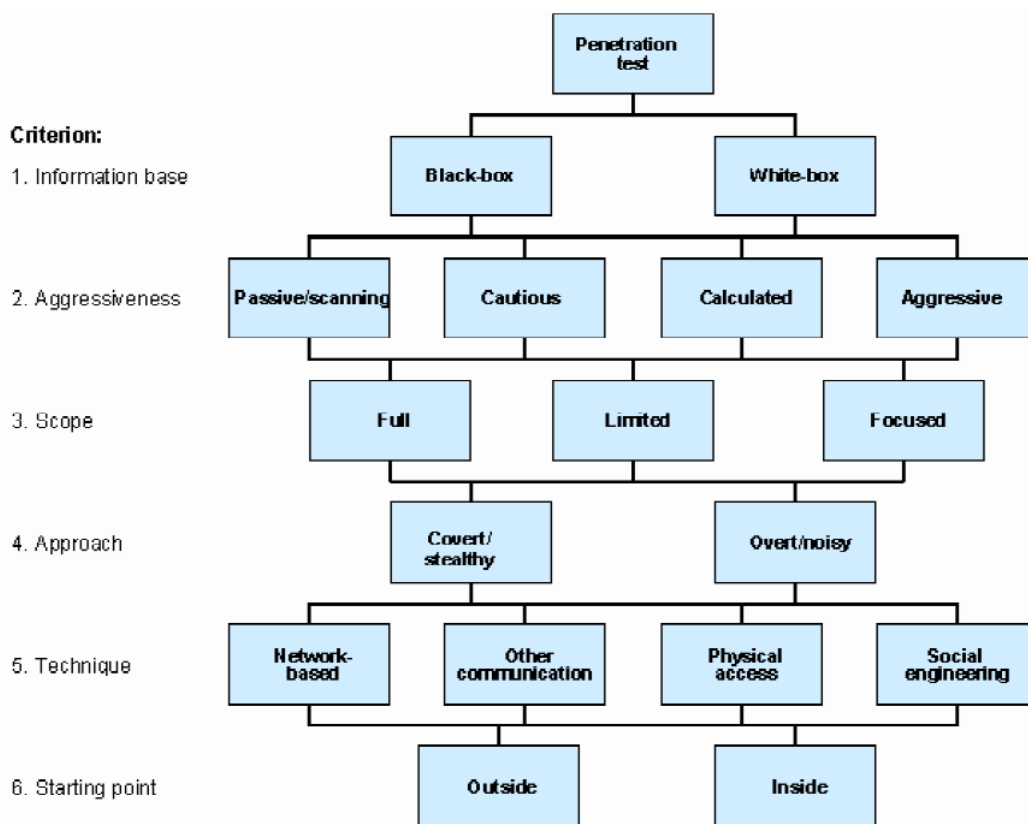 Penetration
test
Criterion:
1. Information base
Black-box
White-box
2. Aggressiveness
Passive/scanning
Cautious
Calculated
Aggressive
3. Scope
Full
Limited
Focused
4. Approach
Covert/
stealthy
Overt/noisy
5. Technique
Network-
based
Other
communication
Physical
access
Social
engineering
6. Starting point
Outside
Inside